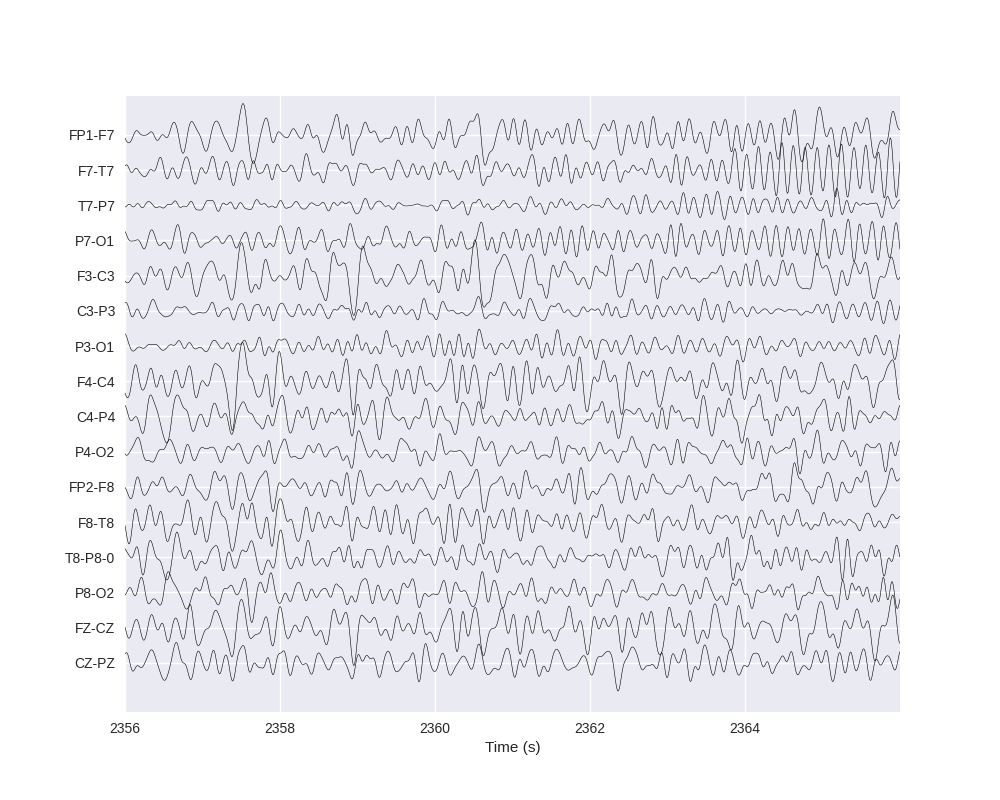 FP1-F7
F7-T7
T7-P7
P7-O1
F3-C3
C3-P3
P3-O1
F4-C4
C4-P4
P4-O2
FP2-F8
F8-T8
T8-P8-0
P8-O2
FZ-CZ
CZ-PZ
2356 2358 2360 2362 2364
Time (s)